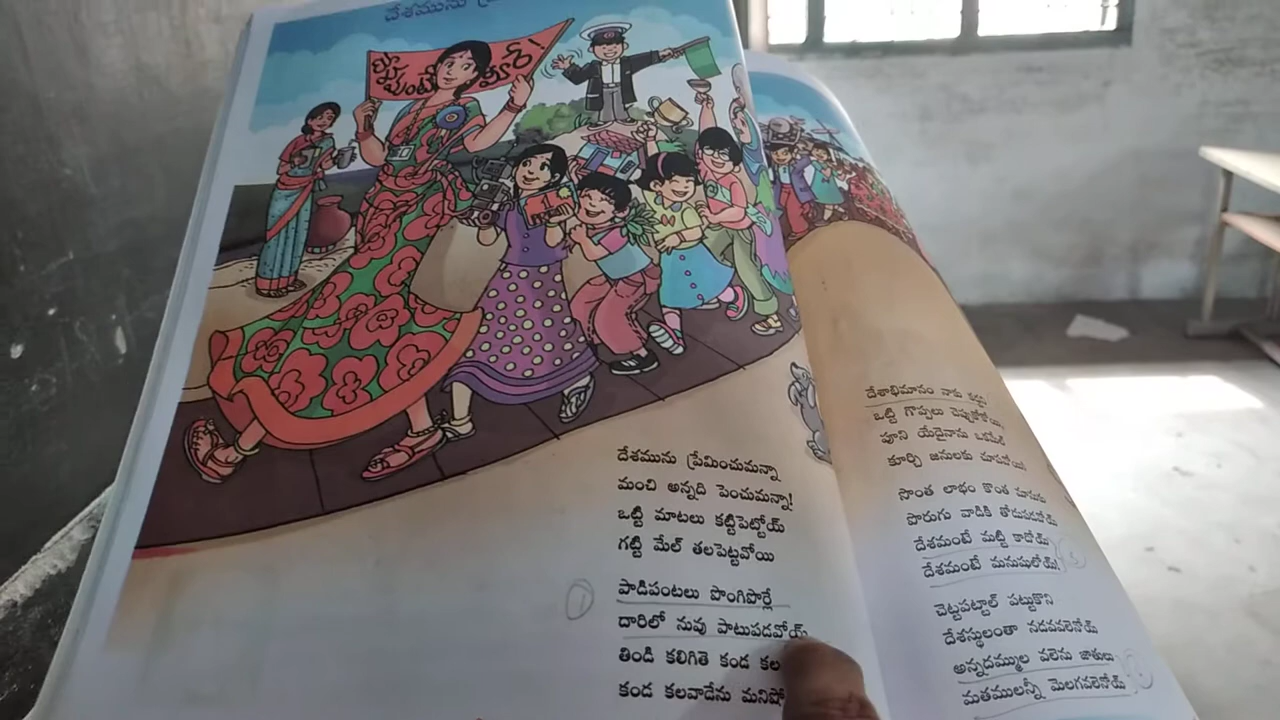 దేశమును
దేశమును ప్రేమించుమన్నా
మంచి అన్నది పెంచుమన్నా!
ఒట్టి మాటలు కట్టిపెట్టోయ్
గట్టి మేల్ తలపెట్టవోయి
పాడిపంటలు పొంగిపొర్లే
దారిలో నువు పాటుపడవోయ్
తిండి కలిగితె కండ కల
కండ కలవాడేను మనిషో
దేశాభిమానం నాకు కద్దని
ఒట్టి గొప్పలు చెప్పుకోకోయి
పూని యేదైనాను ఒకమేల్
కూర్చి జనులకు చూపవోయి!
సొంత లాభం కొంత మానుకు
పొరుగు వాడికి తోడుపడవోయ్
దేశమంటే మట్టి కాదోయ్
దేశమంటే మనుషులోయ్!
చెట్టపట్టాల్ పట్టుకొని
దేశస్థులంతా నడవవలెనోయ్
అన్నదమ్ముల వలెను జాతులు
మతములన్నీ మెలగవలెనోయ్